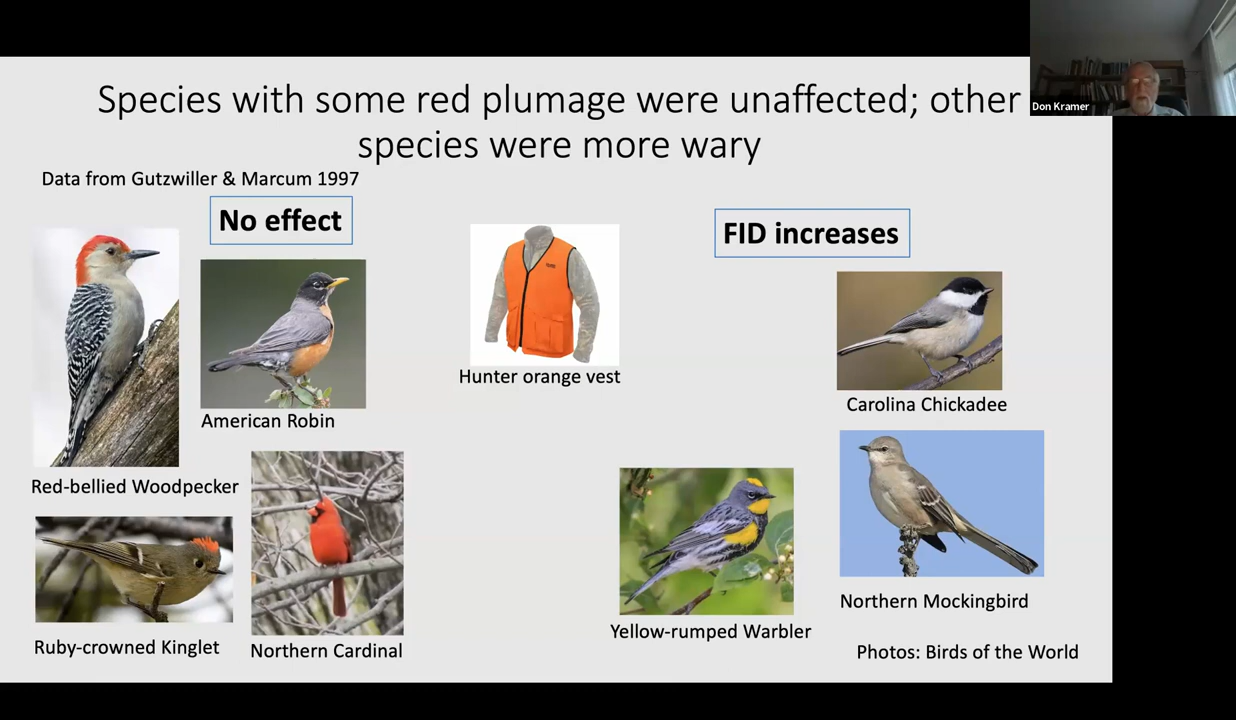 Species with some red plumage were unaffected; other
species were more wary
Don Kramer
Data from Gutzwiller & Marcum 1997
No effect
FID increases
Hunter orange vest
Carolina Chickadee
American Robin
Red-bellied Woodpecker
Northern Mockingbird
Yellow-rumped Warbler
Ruby-crowned Kinglet
Northern Cardinal
Photos: Birds of the World